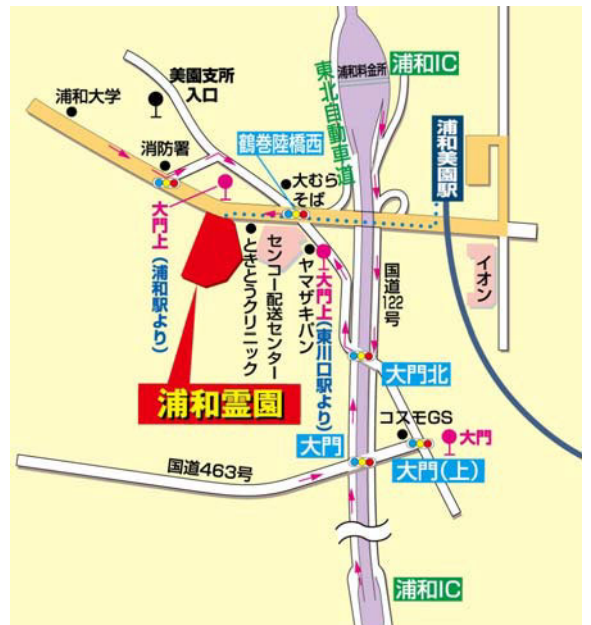 美園支所
入口
浦和大学
消防署
鶴巻陸橋西
大むら
そば
東北自動車道
浦和料金所
浦和IC
浦和美園駅
大門上(浦和駅より)
ときとうクリニック
センコー配送センター
ヤマザキパン
大門上(東川口駅より)
国道122号
イオン
浦和霊園
大門北
コスモGS
大門
大門
大門(上)
国道463号
浦和IC